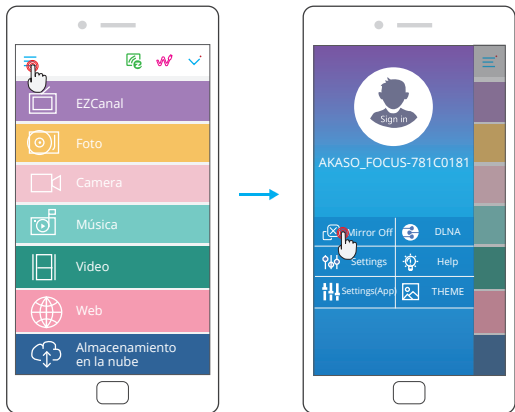 EZCanal
Foto
Camera
Música
Video
Web
Almacenamiento
en la nube
Sign in
AKASO_FOCUS-781C0181
Mirror Off
DLNA
Settings
Help
Settings(App)
THEME